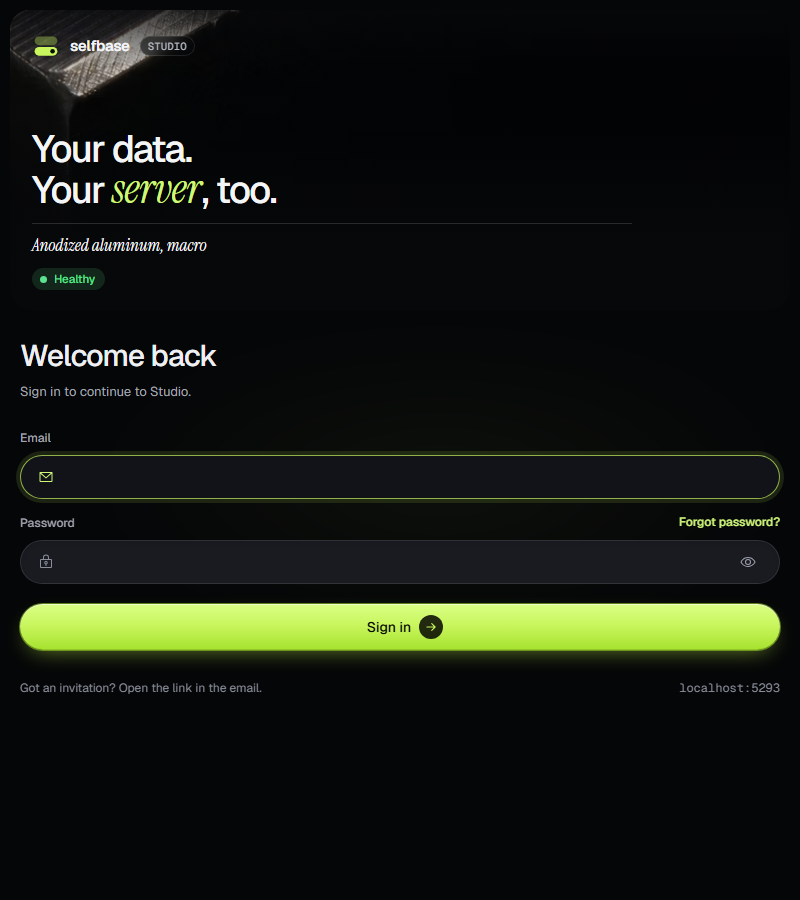 selfbase STUDIO
Your data.
Your server, too.
Anodized aluminum, macro
Healthy
Welcome back
Sign in to continue to Studio.
Email
Password Forgot password?
Sign in
Got an invitation? Open the link in the email. localhost:5293